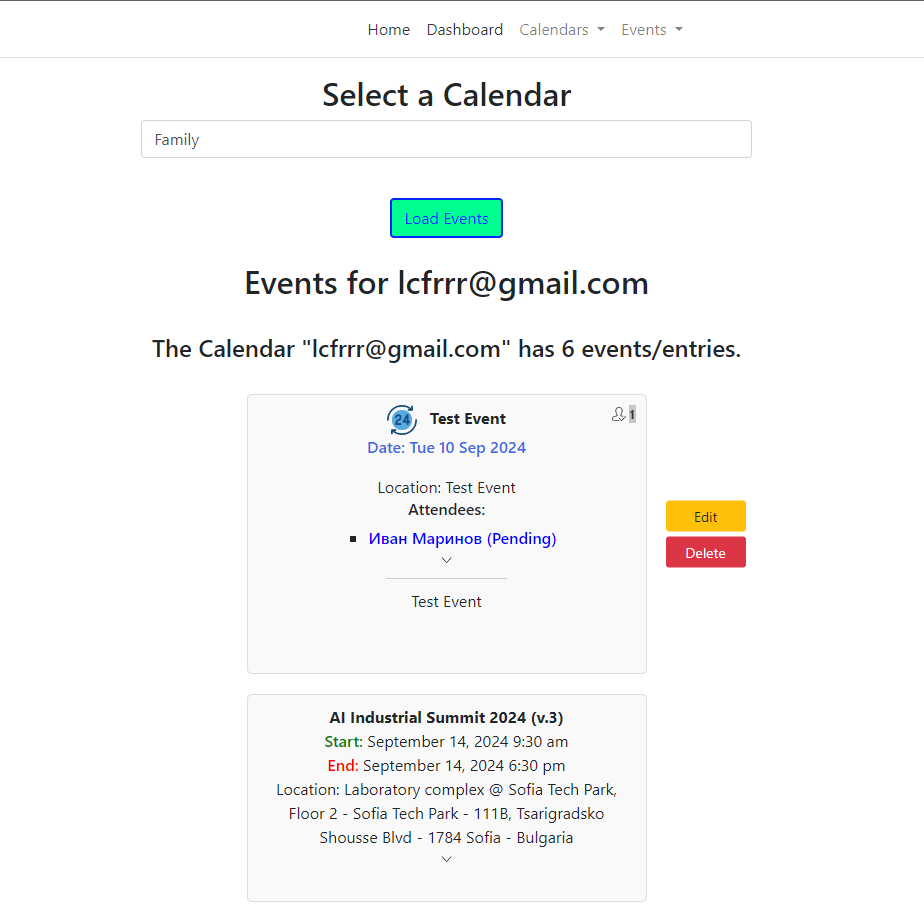 Home Dashboard Calendars Events
Select a Calendar
Family
Load Events
Events for lcfrrr@gmail.com
The Calendar "lcfrrr@gmail.com" has 6 events/entries.
24 Test Event 1
Date: Tue 10 Sep 2024
Location: Test Event
Attendees:
Иван Маринов (Pending)
Test Event
Edit
Delete
AI Industrial Summit 2024 (v.3)
Start: September 14, 2024 9:30 am
End: September 14, 2024 6:30 pm
Location: Laboratory complex @ Sofia Tech Park,
Floor 2 - Sofia Tech Park - 111B, Tsarigradsko
Shousse Blvd - 1784 Sofia - Bulgaria